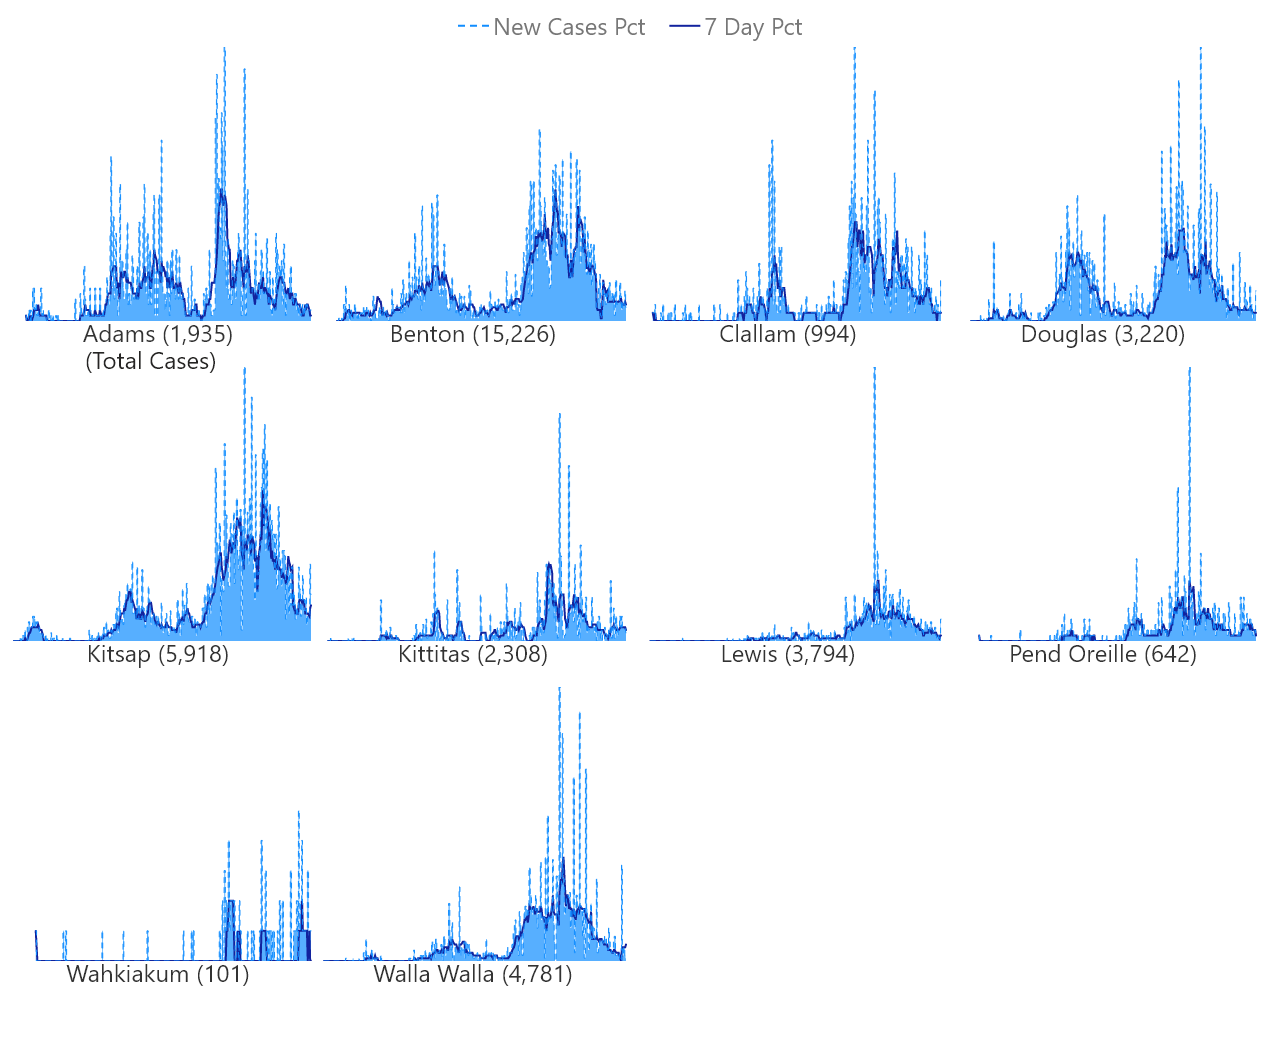 New Cases Pct 7 Day Pct
Adams (1,935)
(Total Cases)
Benton (15,226)
Clallam (994)
Douglas (3,220)
Kitsap (5,918)
Kittitas (2,308)
Lewis (3,794)
Pend Oreille (642)
Wahkiakum (101)
Walla Walla (4,781)